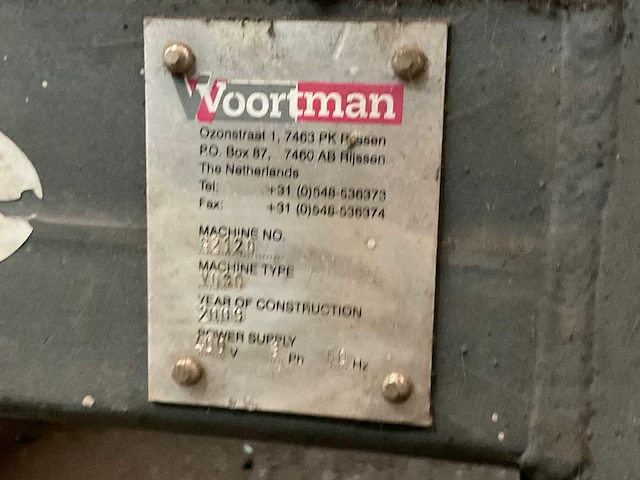 Voortman
Ozonstraat 1, 7463 PK Rijssen
P.O. Box 87, 7460 AB Rijssen
The Netherlands
Tel: +31 (0)548-536373
Fax: +31 (0)548-536374
MACHINE NO.
MACHINE TYPE
YEAR OF CONSTRUCTION
POWER SUPPLY
V Ph Hz